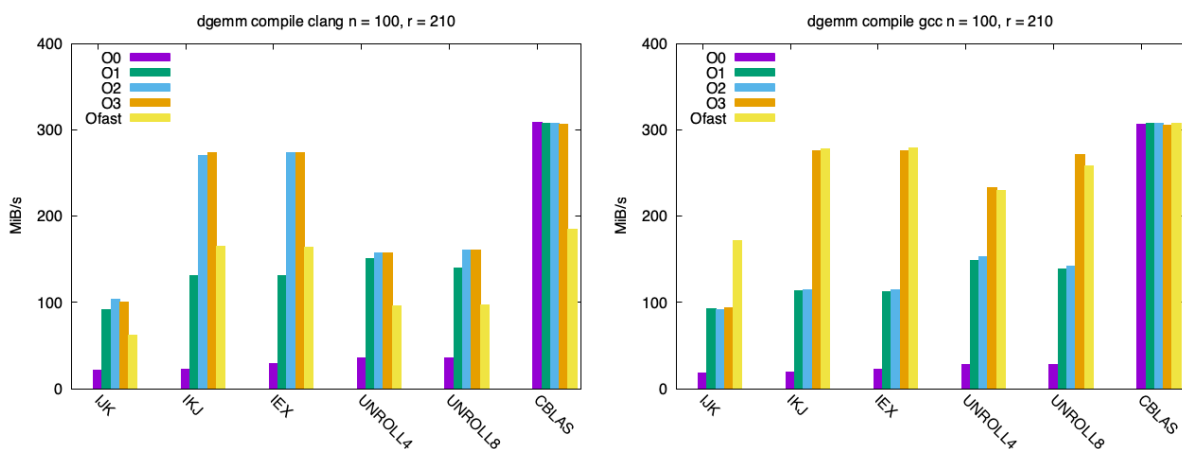 dgemm compile clang n = 100, r = 210
400
300
200
100
0
MiB/s
O0
O1
O2
O3
Ofast
IJK
IKJ
IEX
UNROLL4
UNROLL8
CBLAS
dgemm compile gcc n = 100, r = 210
400
300
200
100
0
MiB/s
O0
O1
O2
O3
Ofast
IJK
IKJ
IEX
UNROLL4
UNROLL8
CBLAS